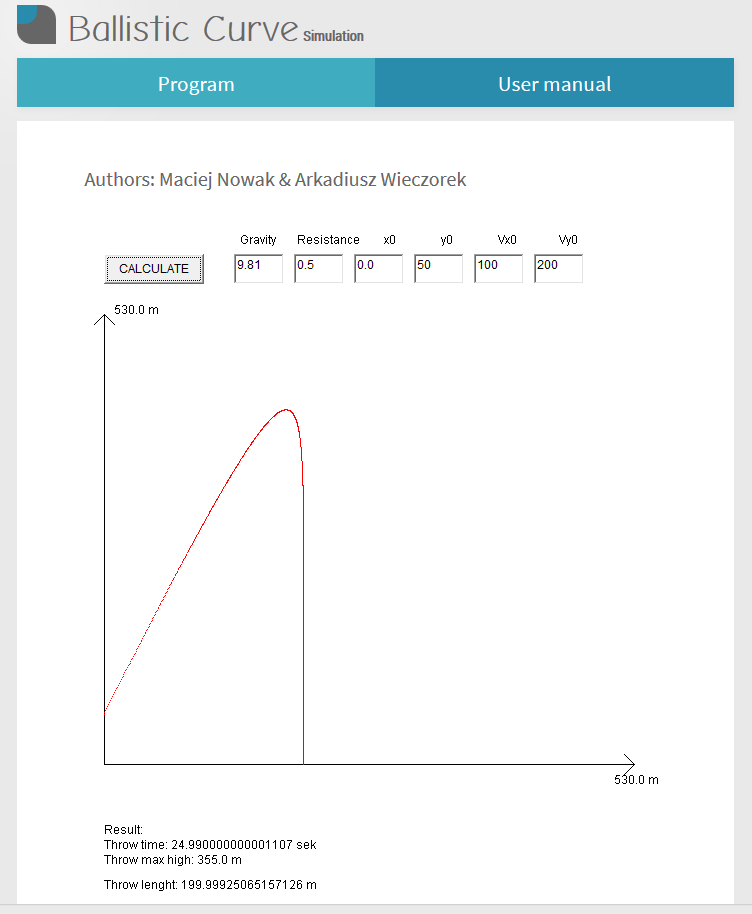 Ballistic Curve Simulation
Program User manual
Authors: Maciej Nowak & Arkadiusz Wieczorek
Gravity Resistance x0 y0 Vx0 Vy0
CALCULATE 9.81 0.5 0.0 50 100 200
530.0 m
530.0 m
Result:
Throw time: 24.990000000001107 sek
Throw max high: 355.0 m
Throw lenght: 199.99925065157126 m